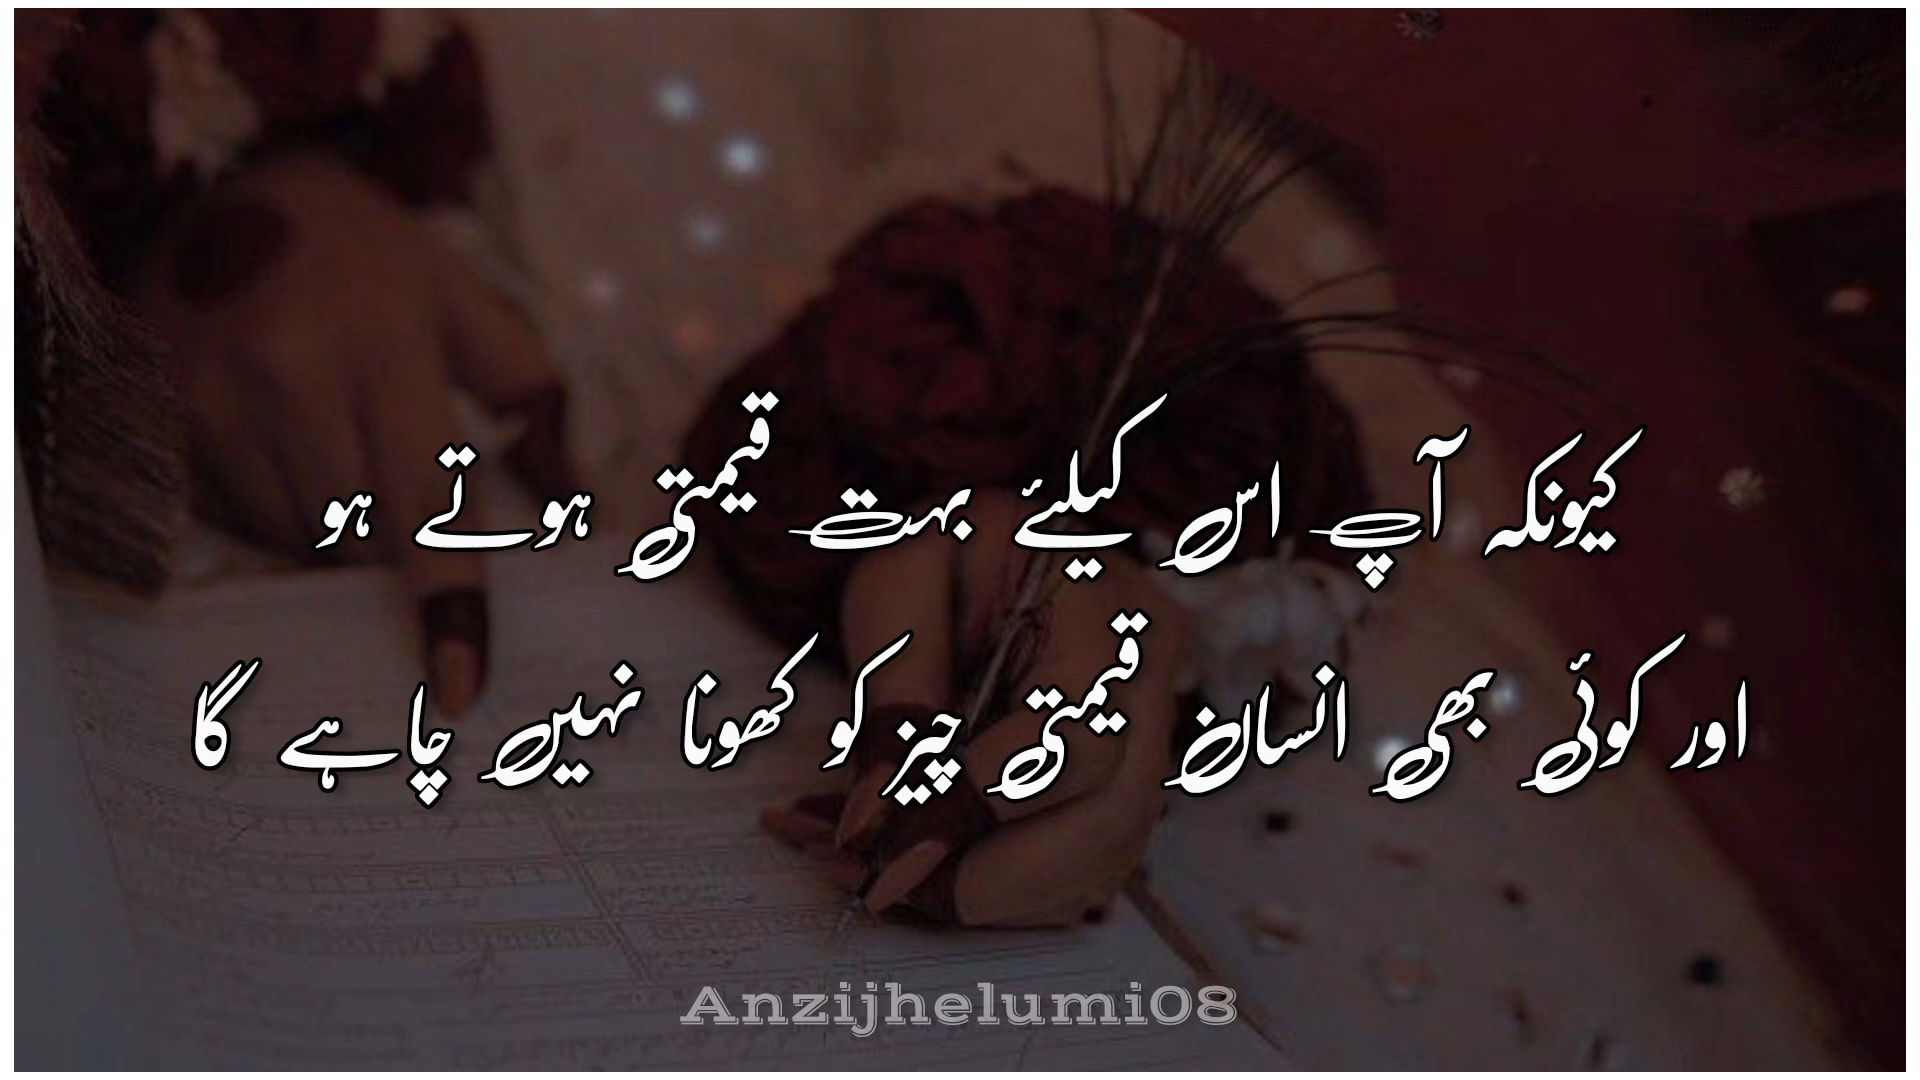 کیونکہ آپ اس کیلئے بہت قیمتی ہوتے ہو
اور کوئی بھی انسان قیمتی چیز کو کھونا نہیں چاہے گا
Anzijhelumi08